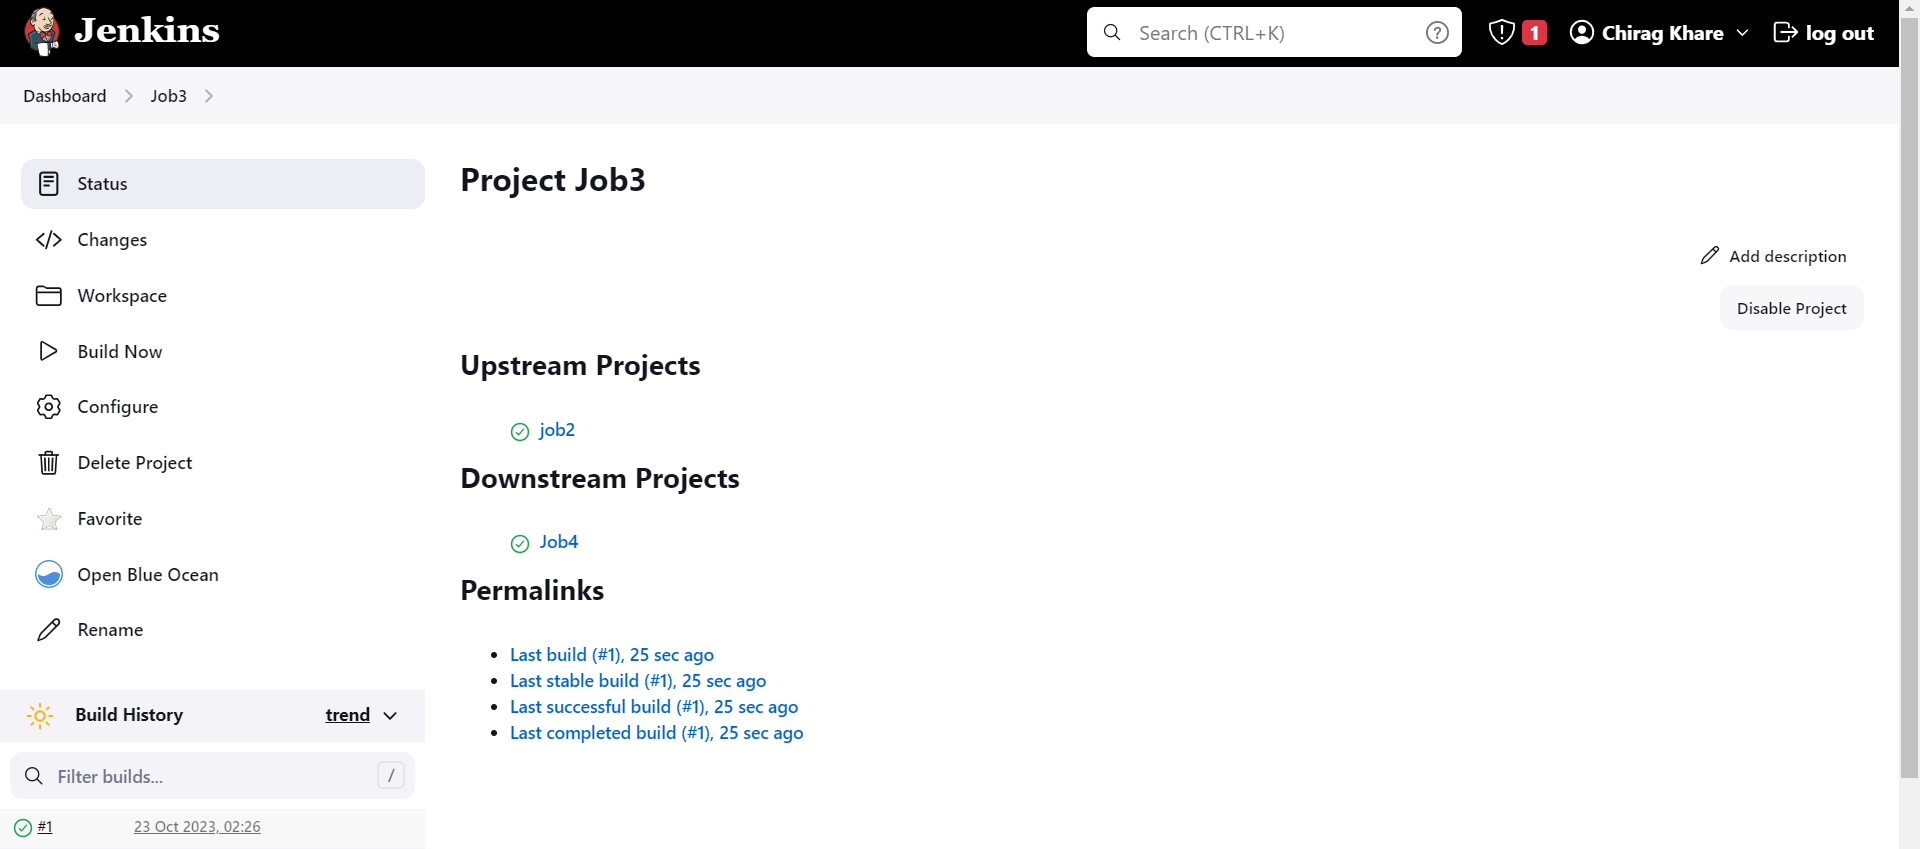 Jenkins
Search (CTRL+K)
?
1
Chirag Khare
log out
Dashboard
Job3
Status
Changes
Workspace
Build Now
Configure
Delete Project
Favorite
Open Blue Ocean
Rename
Build History
trend
Filter builds...
/
#1
23 Oct 2023, 02:26
Project Job3
Add description
Disable Project
Upstream Projects
job2
Downstream Projects
Job4
Permalinks
Last build (#1), 25 sec ago
Last stable build (#1), 25 sec ago
Last successful build (#1), 25 sec ago
Last completed build (#1), 25 sec ago